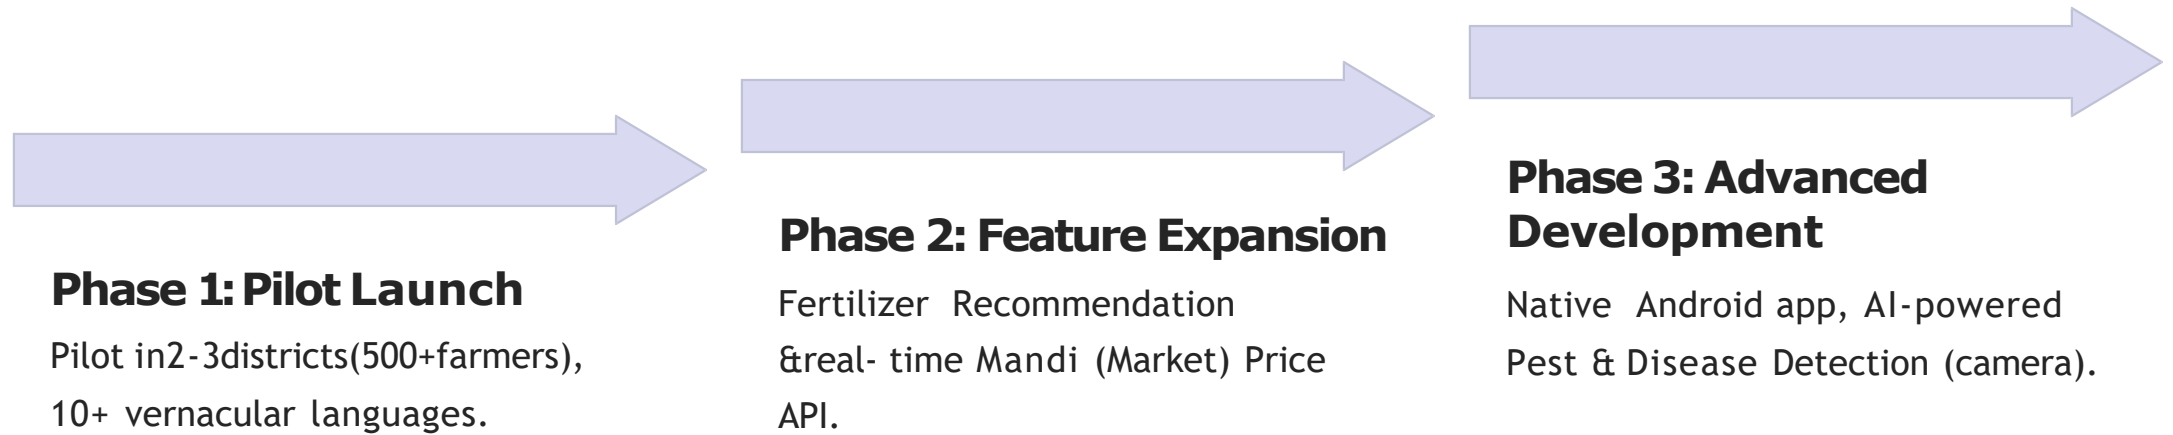 Phase 1: Pilot Launch
Pilot in2-3districts(500+farmers),
10+ vernacular languages.
Phase 2: Feature Expansion
Fertilizer Recommendation
&real- time Mandi (Market) Price
API.
Phase 3: Advanced
Development
Native Android app, AI-powered
Pest & Disease Detection (camera).